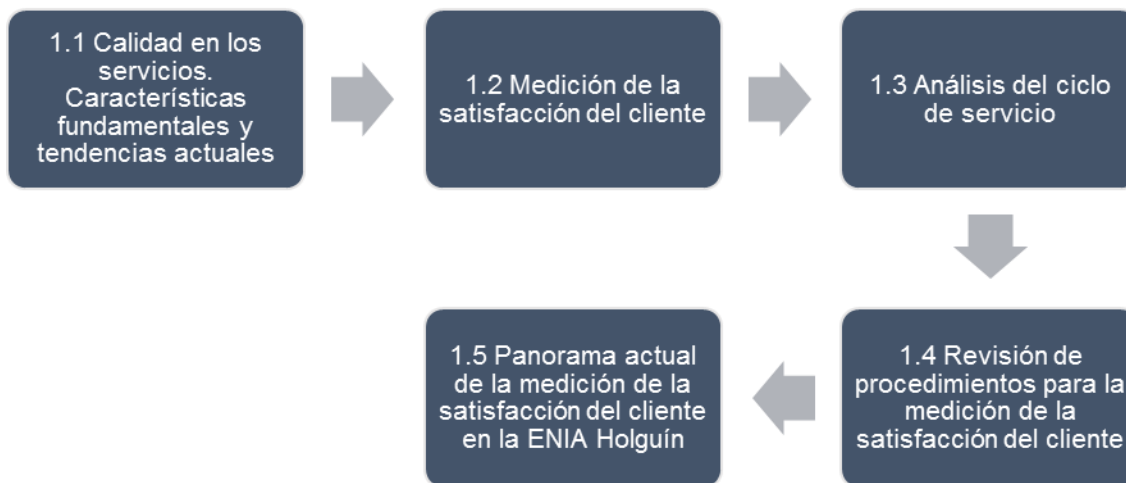 1.1 Calidad en los
servicios.
Características
fundamentales y
tendencias actuales
1.2 Medición de la
satisfacción del cliente
1.3 Análisis del ciclo
de servicio
1.4 Revisión de
procedimientos para la
medición de la
satisfacción del cliente
1.5 Panorama actual
de la medición de la
satisfacción del cliente
en la ENIA Holguín